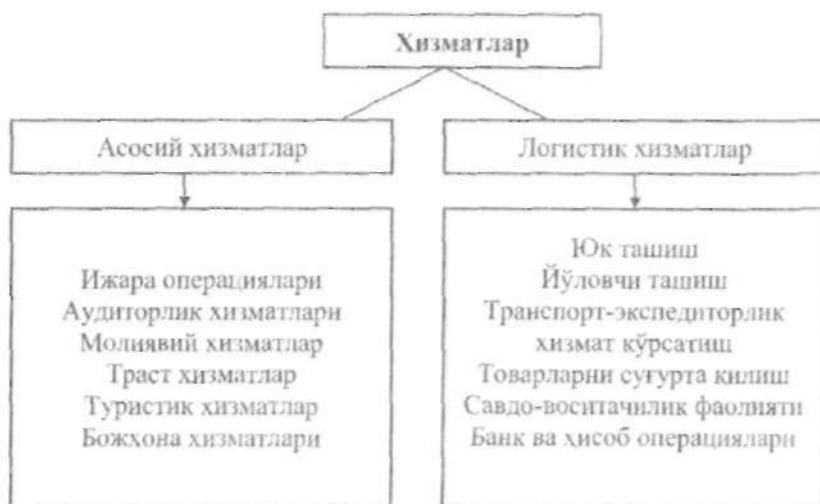 Хизматлар
Асосий хизматлар
Логистик хизматлар
Ижара операциялари
Аудиторлик хизматлари
Молиявий хизматлар
Траст хизматлар
Туристик хизматлар
Божхона хизматлари
Юк ташиш
Йўловчи ташиш
Транспорт-экспедиторлик
хизмат кўрсатиш
Товарларни суғурта қилиш
Савдо-воситачилик фаолияти
Банк ва ҳисоб операциялари